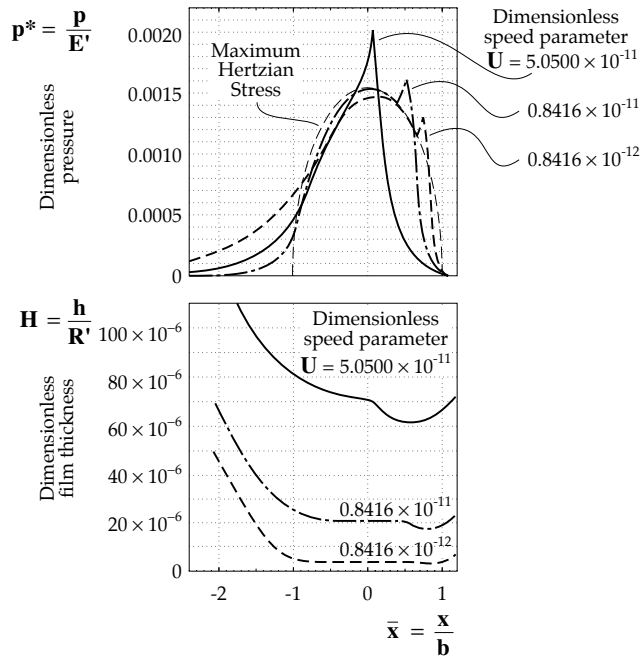 p* = p/E'
Dimensionless pressure
0.0020
0.0015
0.0010
0.0005
0
Maximum
Hertzian
Stress
Dimensionless
speed parameter
U = 5.0500 × 10⁻¹¹
0.8416 × 10⁻¹¹
0.8416 × 10⁻¹²
H = h/R'
Dimensionless
film thickness
100 × 10⁻⁶
80 × 10⁻⁶
60 × 10⁻⁶
40 × 10⁻⁶
20 × 10⁻⁶
0
Dimensionless
speed parameter
U = 5.0500 × 10⁻¹¹
0.8416 × 10⁻¹¹
0.8416 × 10⁻¹²
-2 -1 0 1
x̄ = x/b